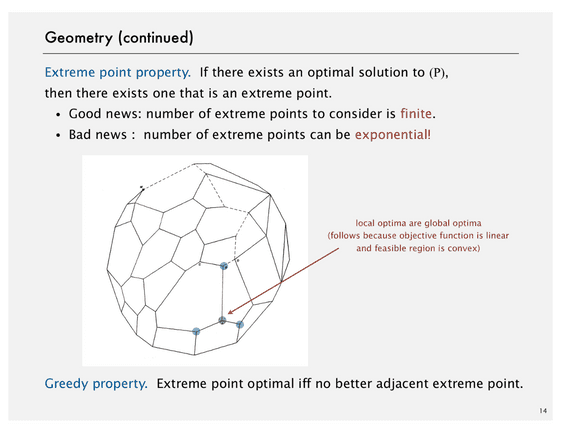 Geometry (continued)
Extreme point property. If there exists an optimal solution to (P),
then there exists one that is an extreme point.
• Good news: number of extreme points to consider is finite.
• Bad news : number of extreme points can be exponential!
local optima are global optima
(follows because objective function is linear
and feasible region is convex)
Greedy property. Extreme point optimal iff no better adjacent extreme point.
14